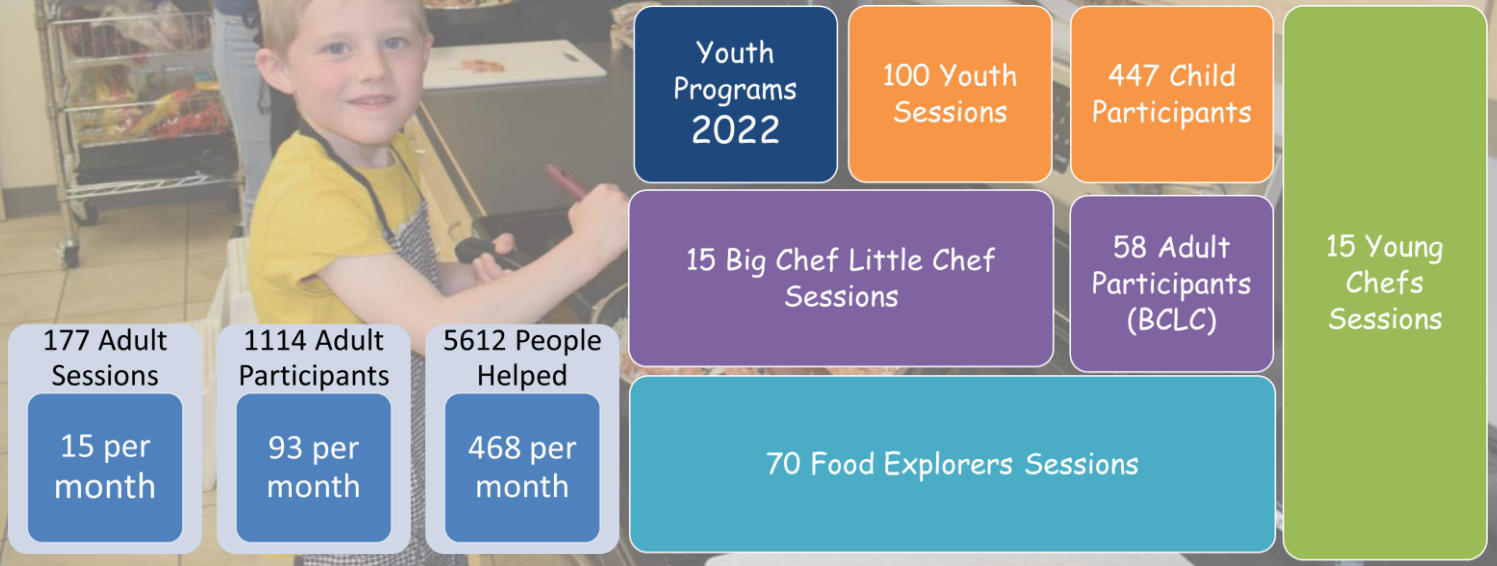 Youth
Programs
2022
100 Youth
Sessions
447 Child
Participants
15 Big Chef Little Chef
Sessions
58 Adult
Participants
(BCLC)
15 Young
Chefs
Sessions
70 Food Explorers Sessions
177 Adult
Sessions
15 per
month
1114 Adult
Participants
93 per
month
5612 People
Helped
468 per
month